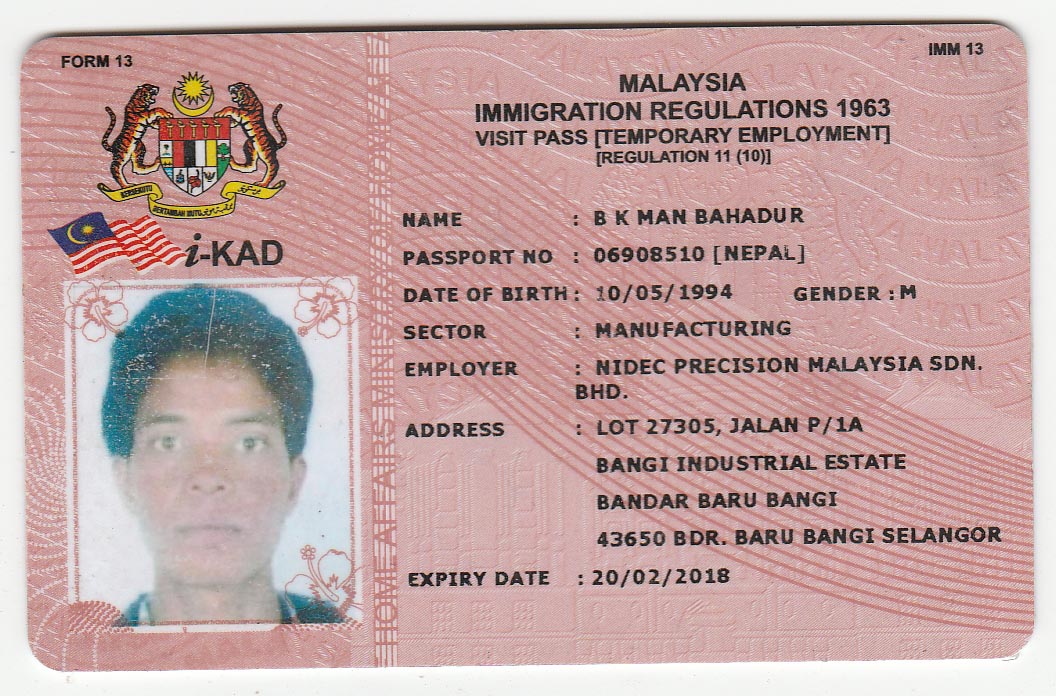 FORM 13
IMM 13
MALAYSIA
IMMIGRATION REGULATIONS 1963
VISIT PASS [TEMPORARY EMPLOYMENT]
[REGULATION 11 (10)]
BERSEKUTU
BERTAMBAH MUTU
i-KAD
NAME : B K MAN BAHADUR
PASSPORT NO : 06908510 [NEPAL]
DATE OF BIRTH : 10/05/1994 GENDER : M
SECTOR : MANUFACTURING
EMPLOYER : NIDEC PRECISION MALAYSIA SDN.
BHD.
ADDRESS : LOT 27305, JALAN P/1A
BANGI INDUSTRIAL ESTATE
BANDAR BARU BANGI
43650 BDR. BARU BANGI SELANGOR
EXPIRY DATE : 20/02/2018
HOME AFFAIRS MINISTRY